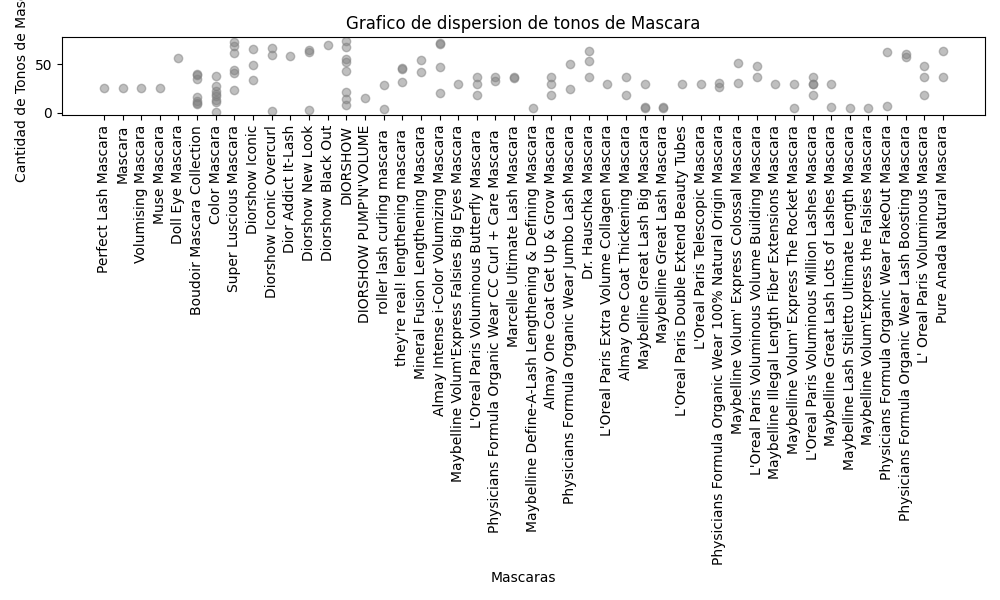 Grafico de dispersion de tonos de Mascara
Cantidad de Tonos de Mas
50
0
Perfect Lash Mascara
Mascara
Volumising Mascara
Muse Mascara
Doll Eye Mascara
Boudoir Mascara Collection
Color Mascara
Super Luscious Mascara
Diorshow Iconic
Diorshow Iconic Overcurl
Dior Addict It-Lash
Diorshow New Look
Diorshow Black Out
DIORSHOW
DIORSHOW PUMP'N'VOLUME
roller lash curling mascara
they're real! lengthening mascara
Mineral Fusion Lengthening Mascara
Almay Intense i-Color Volumizing Mascara
Maybelline Volum'Express Falsies Big Eyes Mascara
L'Oreal Paris Voluminous Butterfly Mascara
Physicians Formula Organic Wear CC Curl + Care Mascara
Marcelle Ultimate Lash Mascara
Maybelline Define-A-Lash Lengthening & Defining Mascara
Almay One Coat Get Up & Grow Mascara
Physicians Formula Organic Wear Jumbo Lash Mascara
Dr. Hauschka Mascara
L'Oreal Paris Extra Volume Collagen Mascara
Almay One Coat Thickening Mascara
Maybelline Great Lash Big Mascara
Maybelline Great Lash Mascara
L'Oreal Paris Double Extend Beauty Tubes
L'Oreal Paris Telescopic Mascara
Physicians Formula Organic Wear 100% Natural Origin Mascara
Maybelline Volum' Express Colossal Mascara
L'Oreal Paris Voluminous Volume Building Mascara
Maybelline Illegal Length Fiber Extensions Mascara
Maybelline Volum' Express The Rocket Mascara
L'Oreal Paris Voluminous Million Lashes Mascara
Maybelline Great Lash Lots of Lashes Mascara
Maybelline Lash Stiletto Ultimate Length Mascara
Maybelline Volum'Express the Falsies Mascara
Physicians Formula Organic Wear FakeOut Mascara
Physicians Formula Organic Wear Lash Boosting Mascara
L' Oreal Paris Voluminous Mascara
Pure Anada Natural Mascara
Mascaras